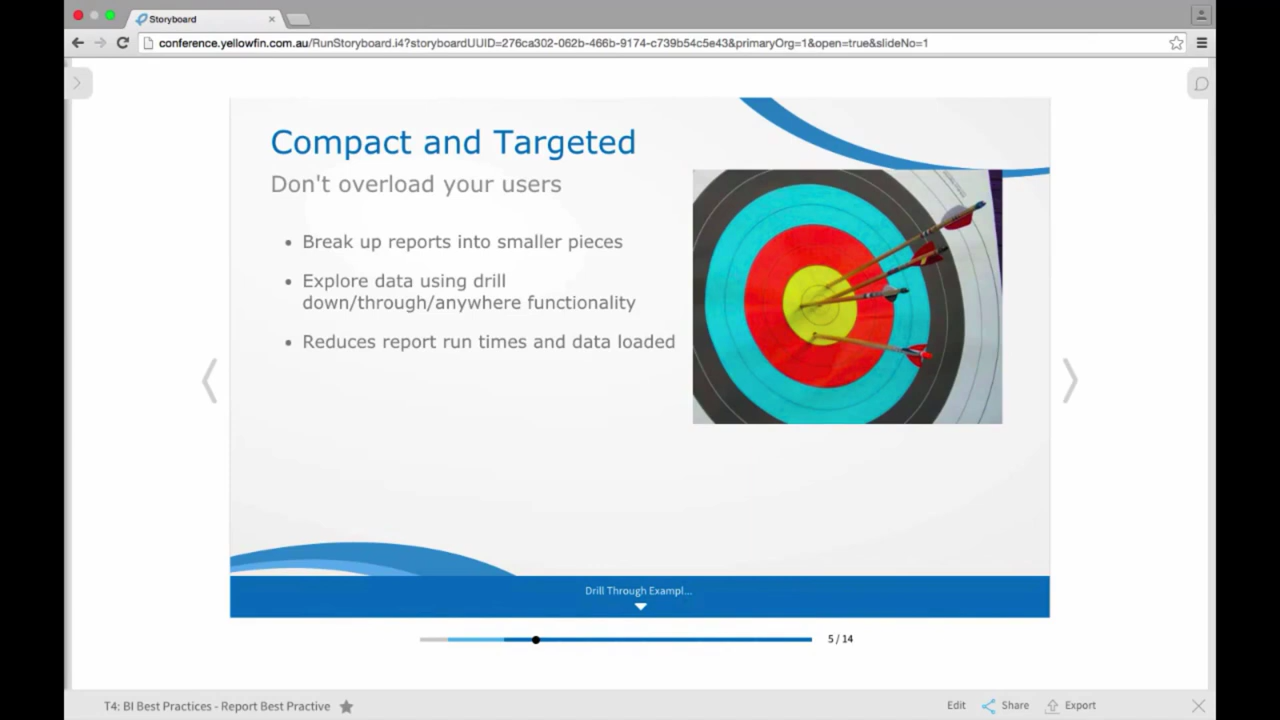 Storyboard
conference.yellowfin.com.au/RunStoryboard.i4?storyboardUUID=276ca302-062b-466b-9174-c739b54c5e43&primaryOrg=1&open=true&slideNo=1
Compact and Targeted
Don't overload your users
• Break up reports into smaller pieces
• Explore data using drill
down/through/anywhere functionality
• Reduces report run times and data loaded
Drill Through Exampl...
5 / 14
T4: BI Best Practices - Report Best Practive
Edit
Share
Export